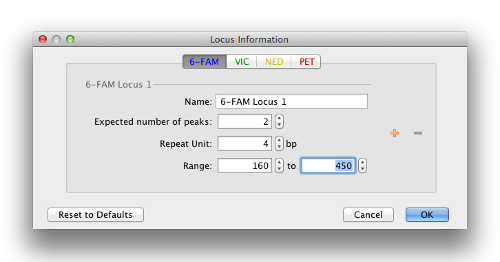 Locus Information
6-FAM VIC NED PET
6-FAM Locus 1
Name: 6-FAM Locus 1
Expected number of peaks: 2
Repeat Unit: 4 bp
Range: 160 to 450
Reset to Defaults Cancel OK